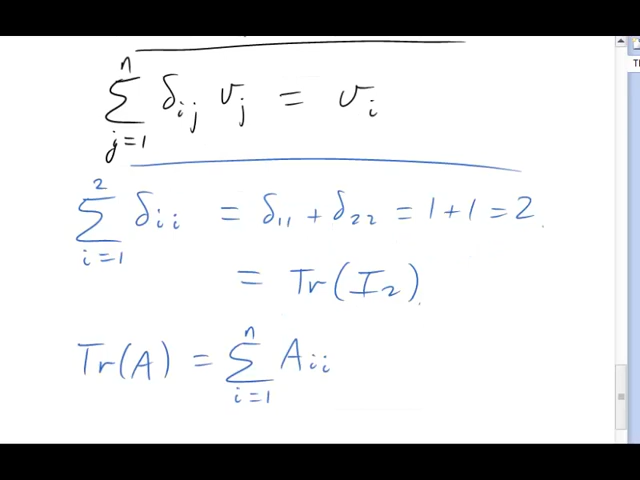 ∑_{j=1}^{n} δ_{ij} v_j = v_i
∑_{i=1}^{2} δ_{ii} = δ_{11} + δ_{22} = 1 + 1 = 2.
= Tr(I_2).
Tr(A) = ∑_{i=1}^{n} A_{ii}